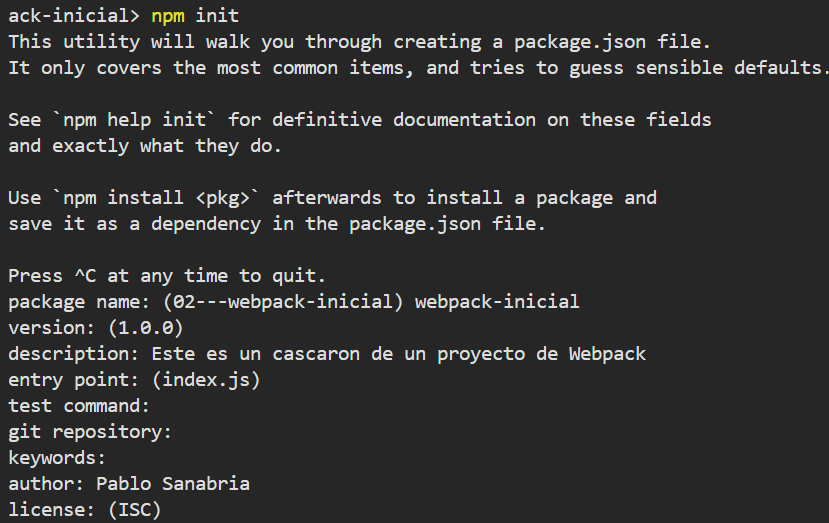 ack-inicial> npm init
This utility will walk you through creating a package.json file.
It only covers the most common items, and tries to guess sensible defaults.

See `npm help init` for definitive documentation on these fields
and exactly what they do.

Use `npm install <pkg>` afterwards to install a package and
save it as a dependency in the package.json file.

Press ^C at any time to quit.
package name: (02---webpack-inicial) webpack-inicial
version: (1.0.0)
description: Este es un cascaron de un proyecto de Webpack
entry point: (index.js)
test command:
git repository:
keywords:
author: Pablo Sanabria
license: (ISC)